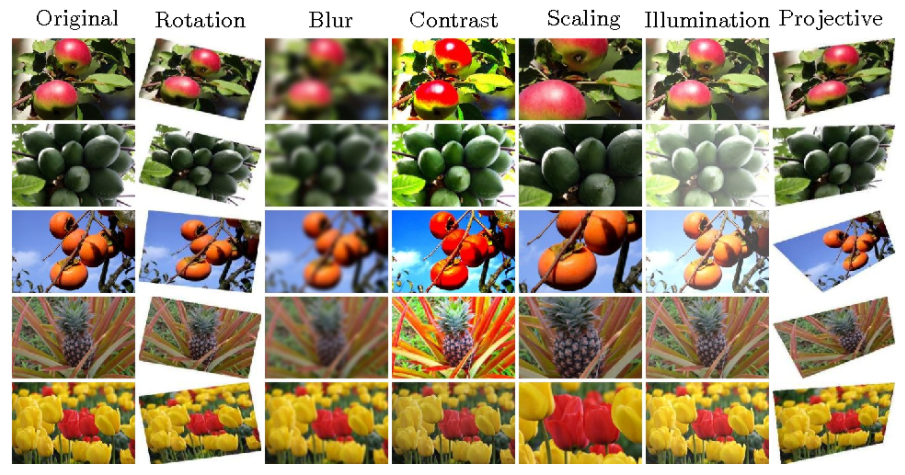 Original Rotation Blur Contrast Scaling Illumination Projective